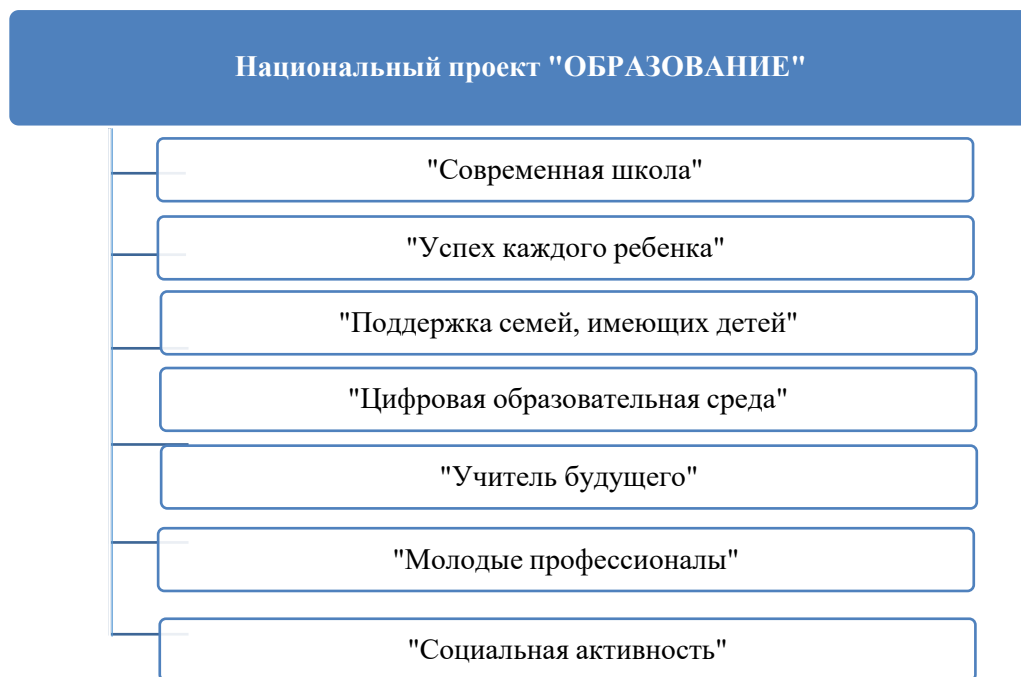 Национальный проект "ОБРАЗОВАНИЕ"
"Современная школа"
"Успех каждого ребенка"
"Поддержка семей, имеющих детей"
"Цифровая образовательная среда"
"Учитель будущего"
"Молодые профессионалы"
"Социальная активность"